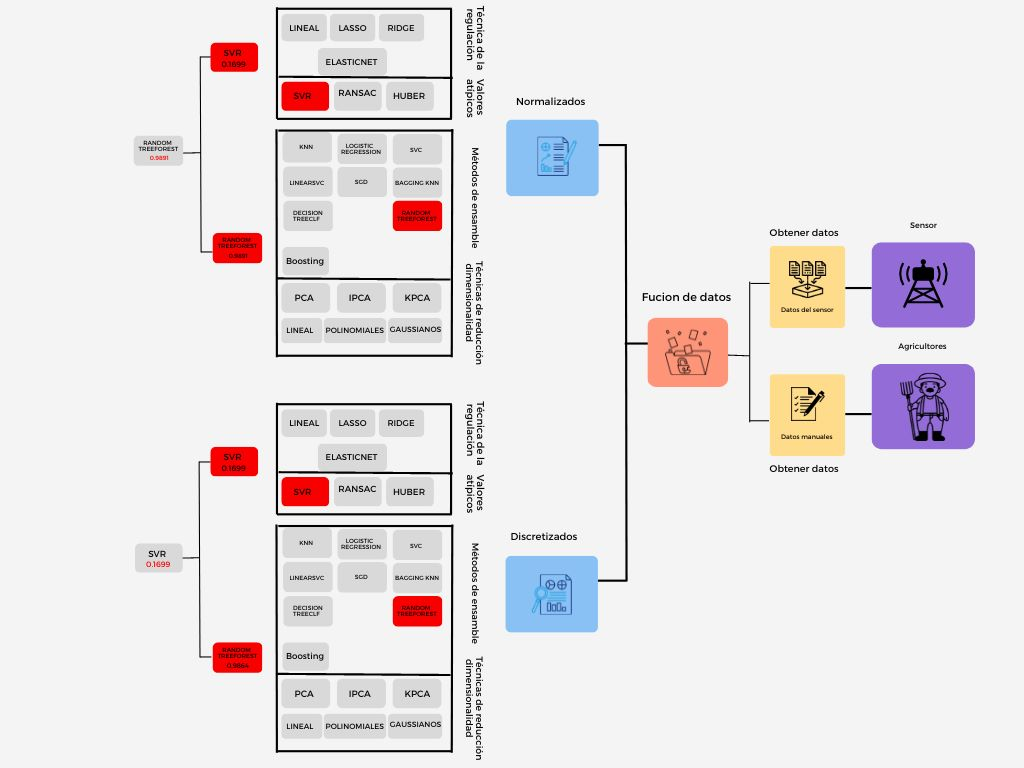 RANDOM
TREEFOREST
0.9891
SVR
0.1699
RANDOM
TREEFOREST
0.9891
LINEAL
LASSO
RIDGE
ELASTICNET
SVR
RANSAC
HUBER
Técnica de la
regulación
Valores
atípicos
KNN
LOGISTIC
REGRESSION
SVC
LINEARSVC
SGD
BAGGING KNN
DECISION
TREECLF
RANDOM
TREEFOREST
Boosting
PCA
IPCA
KPCA
LINEAL
POLINOMIALES
GAUSSIANOS
Métodos de ensamble
Técnicas de reducción
dimensionalidad
SVR
0.1699
SVR
0.1699
RANDOM
TREEFOREST
0.9864
LINEAL
LASSO
RIDGE
ELASTICNET
SVR
RANSAC
HUBER
Técnica de la
regulación
Valores
atípicos
KNN
LOGISTIC
REGRESSION
SVC
LINEARSVC
SGD
BAGGING KNN
DECISION
TREECLF
RANDOM
TREEFOREST
Boosting
PCA
IPCA
KPCA
LINEAL
POLINOMIALES
GAUSSIANOS
Métodos de ensamble
Técnicas de reducción
dimensionalidad
Normalizados
Discretizados
Fucion de datos
Obtener datos
Datos del sensor
Sensor
Agricultores
Datos manuales
Obtener datos